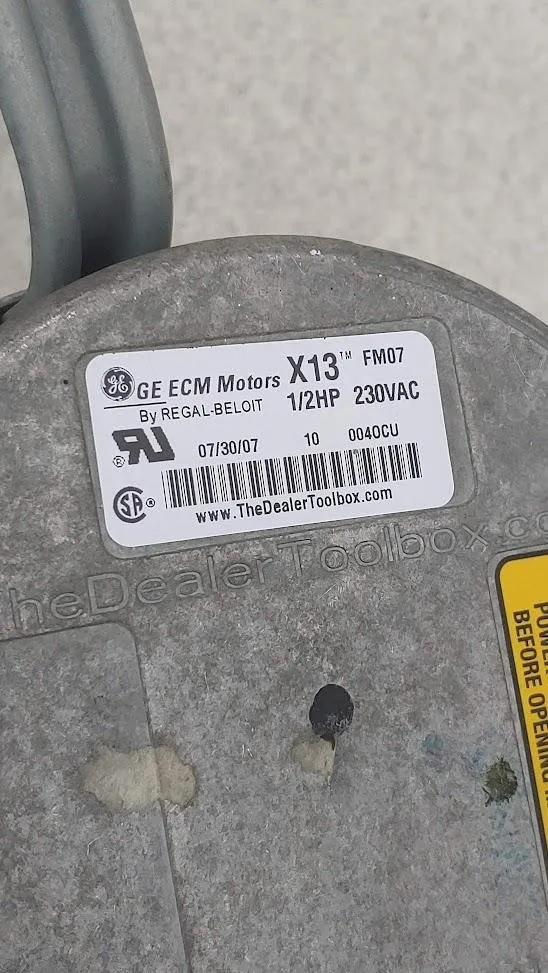 GE ECM Motors X13™ FM07
By REGAL-BELOIT 1/2HP 230VAC
07/30/07 10 004OCU
www.TheDealerToolbox.com
heDealerToolbox.co
BEFORE OPENING